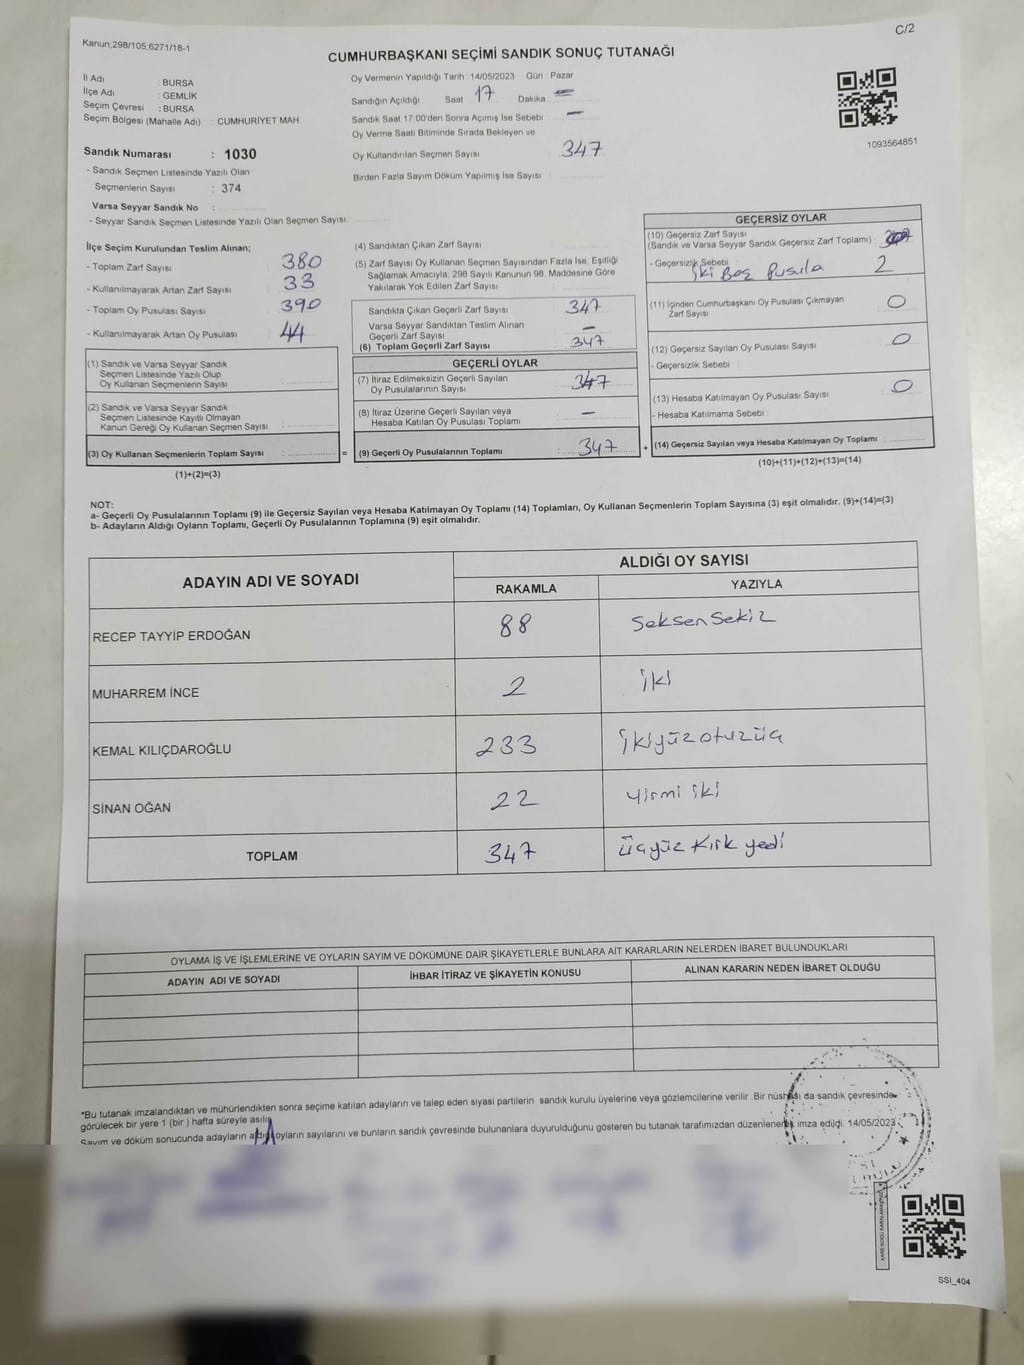 Kanun;298/105;6271/18-1
C/2
CUMHURBAŞKANI SEÇİMİ SANDIK SONUÇ TUTANAĞI
İl Adı : BURSA
İlçe Adı : GEMLİK
Seçim Çevresi : BURSA
Seçim Bölgesi (Mahalle Adı) : CUMHURİYET MAH.
Sandık Numarası : 1030
- Sandık Seçmen Listesinde Yazılı Olan
Seçmenlerin Sayısı : 374
Varsa Seyyar Sandık No :
- Seyyar Sandık Seçmen Listesinde Yazılı Olan Seçmen Sayısı:
Oy Vermenin Yapıldığı Tarih : 14/05/2023 Gün : Pazar
Sandığın Açıldığı Saat : 17 Dakika : -
Sandık Saat 17:00'den Sonra Açımış İse Sebebi : -
Oy Verme Saati Bitiminde Sırada Bekleyen ve
Oy Kullandırılan Seçmen Sayısı : 347
Birden Fazla Sayım Döküm Yapılmış İse Sayısı :
1093564851
İlçe Seçim Kurulundan Teslim Alınan;
- Toplam Zarf Sayısı : 380
- Kullanılmayarak Artan Zarf Sayısı : 33
- Toplam Oy Pusulası Sayısı : 390
- Kullanılmayarak Artan Oy Pusulası : 44
(1) Sandık ve Varsa Seyyar Sandık
Seçmen Listesinde Yazılı Olup
Oy Kullanan Seçmenlerin Sayısı :
(2) Sandık ve Varsa Seyyar Sandık
Seçmen Listesinde Kayıtlı Olmayan
Kanun Gereği Oy Kullanan Seçmen Sayısı :
(3) Oy Kullanan Seçmenlerin Toplam Sayısı : =
(1)+(2)=(3)
(4) Sandıktan Çıkan Zarf Sayısı :
(5) Zarf Sayısı Oy Kullanan Seçmen Sayısından Fazla İse, Eşitliği
Sağlamak Amacıyla; 298 Sayılı Kanunun 98. Maddesine Göre
Yakılarak Yok Edilen Zarf Sayısı :
Sandıkta Çıkan Geçerli Zarf Sayısı : 347
Varsa Seyyar Sandıktan Teslim Alınan
Geçerli Zarf Sayısı : -
(6) Toplam Geçerli Zarf Sayısı : 347
GEÇERLİ OYLAR
(7) İtiraz Edilmeksizin Geçerli Sayılan
Oy Pusulalarının Sayısı : 347
(8) İtiraz Üzerine Geçerli Sayılan veya
Hesaba Katılan Oy Pusulası Toplamı : -
(9) Geçerli Oy Pusulalarının Toplamı : 347 +
GEÇERSİZ OYLAR
(10) Geçersiz Zarf Sayısı
(Sandık ve Varsa Seyyar Sandık Geçersiz Zarf Toplamı) :
- Geçersizlik Sebebi : 2
İki Boş Pusula
(11) İçinden Cumhurbaşkanı Oy Pusulası Çıkmayan
Zarf Sayısı : 0
(12) Geçersiz Sayılan Oy Pusulası Sayısı : 0
- Geçersizlik Sebebi :
(13) Hesaba Katılmayan Oy Pusulası Sayısı : 0
- Hesaba Katılmama Sebebi :
(14) Geçersiz Sayılan veya Hesaba Katılmayan Oy Toplamı :
(10)+(11)+(12)+(13)=(14)
NOT:
a- Geçerli Oy Pusulalarının Toplamı (9) ile Geçersiz Sayılan veya Hesaba Katılmayan Oy Toplamı (14) Toplamları, Oy Kullanan Seçmenlerin Toplam Sayısına (3) eşit olmalıdır. (9)+(14)=(3)
b- Adayların Aldığı Oyların Toplamı, Geçerli Oy Pusulalarının Toplamına (9) eşit olmalıdır.
ADAYIN ADI VE SOYADI
ALDIĞI OY SAYISI
RAKAMLA YAZIYLA
RECEP TAYYİP ERDOĞAN 88 Seksen Sekiz
MUHARREM İNCE 2 İki
KEMAL KILIÇDAROĞLU 233 İkiyüzotuzüç
SİNAN OĞAN 22 Yirmi iki
TOPLAM 347 üçyüz Kırk yedi
OYLAMA İŞ VE İŞLEMLERİNE VE OYLARIN SAYIM VE DÖKÜMÜNE DAİR ŞİKAYETLERLE BUNLARA AİT KARARLARIN NELERDEN İBARET BULUNDUKLARI
ADAYIN ADI VE SOYADI İHBAR İTİRAZ VE ŞİKAYETİN KONUSU ALINAN KARARIN NEDEN İBARET OLDUĞU
*Bu tutanak imzalandıktan ve mühürlendikten sonra seçime katılan adayların ve talep eden siyasi partilerin sandık kurulu üyelerine veya gözlemcilerine verilir. Bir nüshası da sandık çevresinde
görülecek bir yere 1 (bir ) hafta süreyle asılır.
Sayım ve döküm sonucunda adayların aldığı oyların sayılarını ve bunların sandık çevresinde bulunanlara duyurulduğunu gösteren bu tutanak tarafımızdan düzenlenerek imza edildi. 14/05/2023
SSİ_404